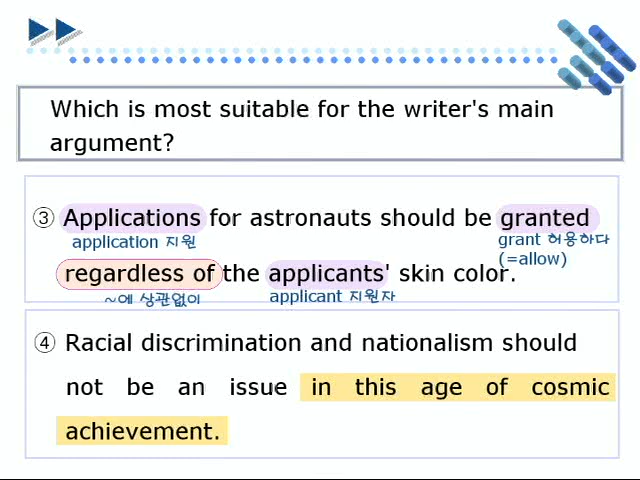 Which is most suitable for the writer's main
argument?
③ Applications for astronauts should be granted
application 지원
grant 허용하다
(=allow)
regardless of the applicants' skin color.
~에 상관없이
applicant 지원자
④ Racial discrimination and nationalism should
not be an issue in this age of cosmic
achievement.